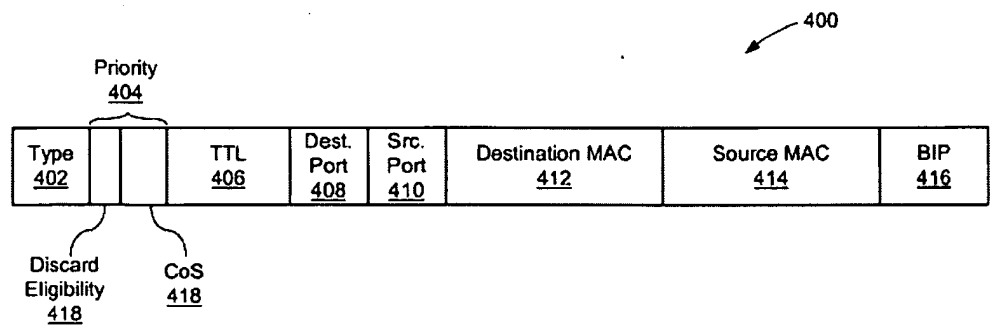 400
Priority
404
Type
402
TTL
406
Dest.
Port
408
Src.
Port
410
Destination MAC
412
Source MAC
414
BIP
416
Discard
Eligibility
418
CoS
418